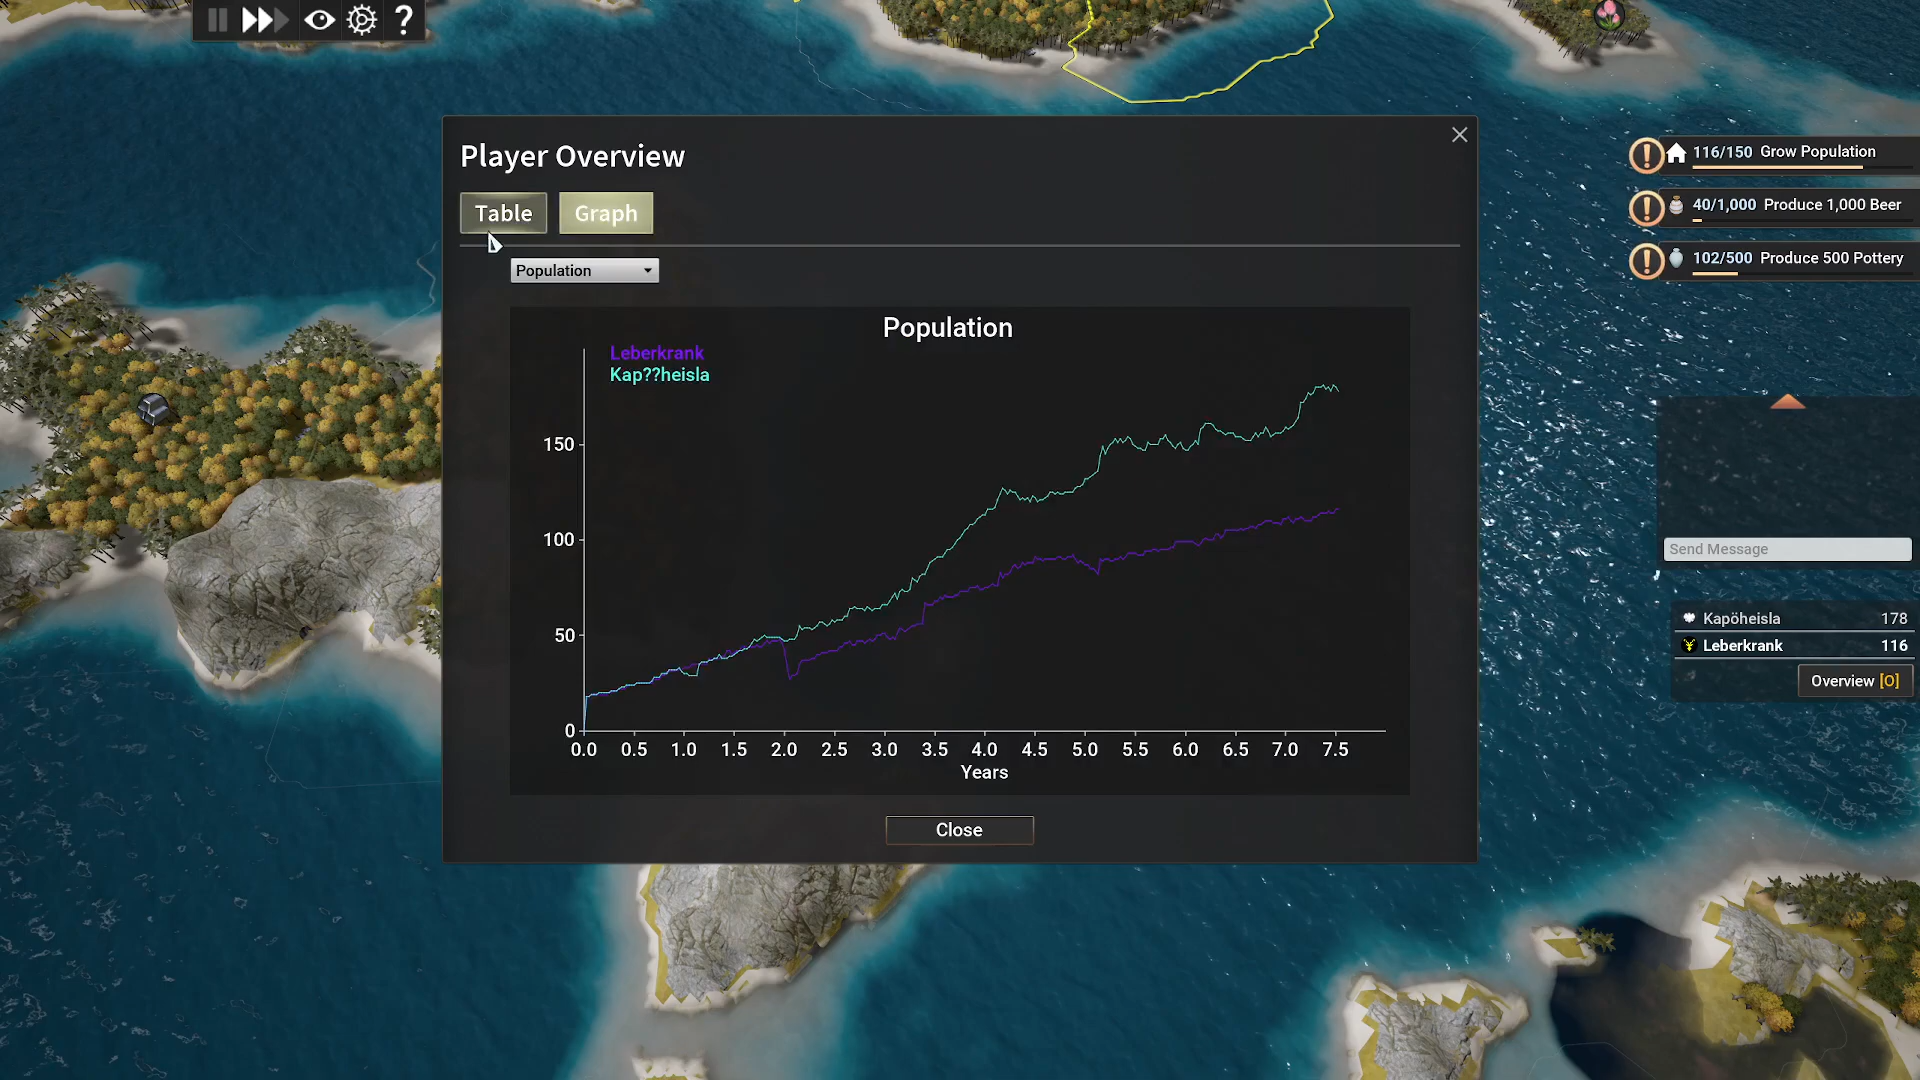 ?
Player Overview
Table
Graph
Population
Population
Leberkrank
Kap??heisla
150
100
50
0
0.0 0.5 1.0 1.5 2.0 2.5 3.0 3.5 4.0 4.5 5.0 5.5 6.0 6.5 7.0 7.5
Years
Close
116/150 Grow Population
40/1,000 Produce 1,000 Beer
102/500 Produce 500 Pottery
Send Message
Kapöheisla 178
Leberkrank 116
Overview [O]